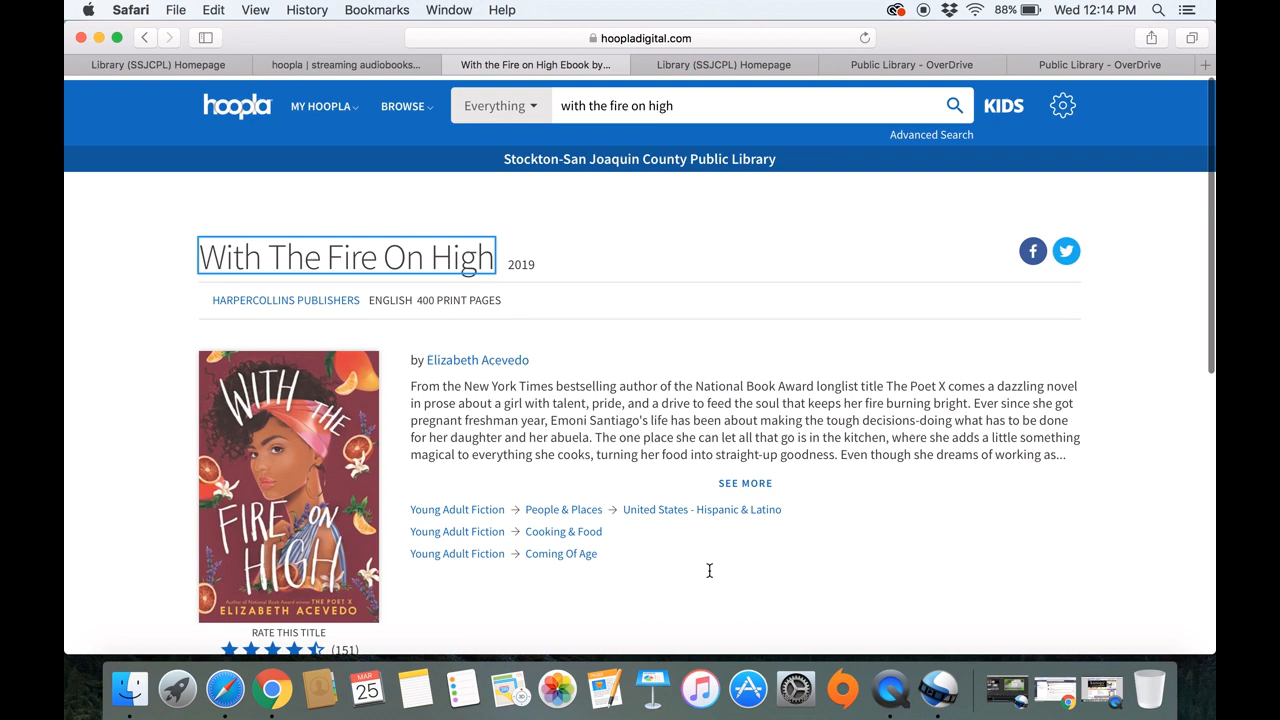 Safari File Edit View History Bookmarks Window Help 88% Wed 12:14 PM
hoopladigital.com
Library (SSJCPL) Homepage hoopla | streaming audiobooks... With the Fire on High Ebook by... Library (SSJCPL) Homepage Public Library - OverDrive Public Library - OverDrive
hoopla MY HOOPLA BROWSE Everything with the fire on high KIDS
Advanced Search
Stockton-San Joaquin County Public Library
With The Fire On High 2019
HARPERCOLLINS PUBLISHERS ENGLISH 400 PRINT PAGES
by Elizabeth Acevedo
From the New York Times bestselling author of the National Book Award longlist title The Poet X comes a dazzling novel
in prose about a girl with talent, pride, and a drive to feed the soul that keeps her fire burning bright. Ever since she got
pregnant freshman year, Emoni Santiago's life has been about making the tough decisions-doing what has to be done
for her daughter and her abuela. The one place she can let all that go is in the kitchen, where she adds a little something
magical to everything she cooks, turning her food into straight-up goodness. Even though she dreams of working as...
SEE MORE
Young Adult Fiction → People & Places → United States - Hispanic & Latino
Young Adult Fiction → Cooking & Food
Young Adult Fiction → Coming Of Age
WITH
THE
FIRE ON
HIGH
Author of National Book Award winner THE POET X
ELIZABETH ACEVEDO
RATE THIS TITLE
(151)
MAR
25